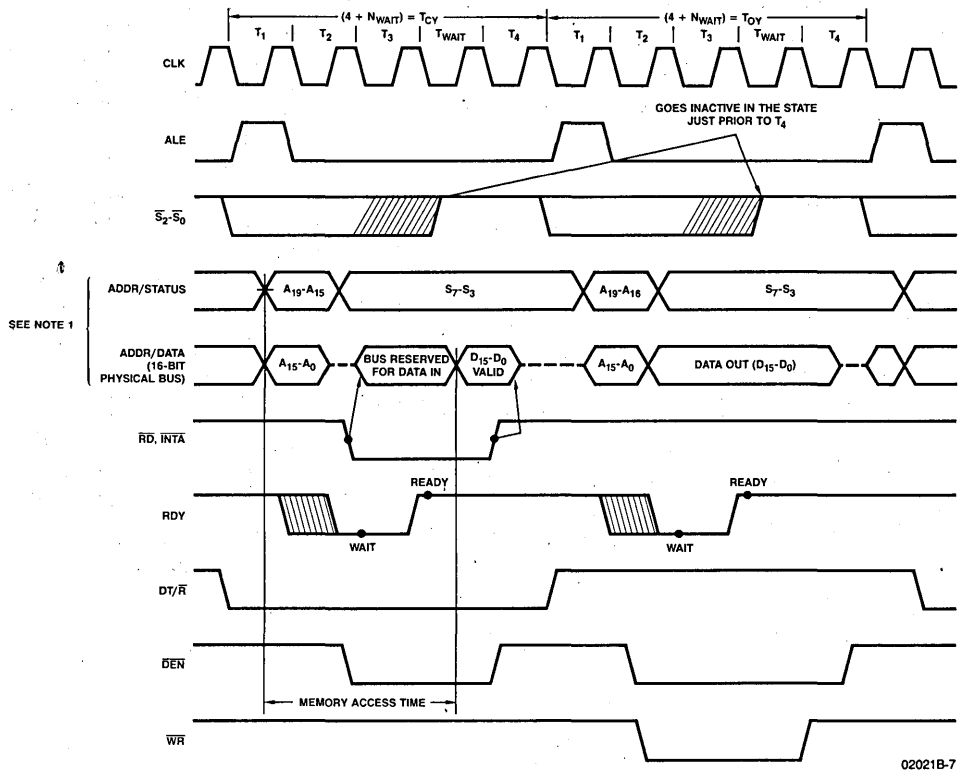 (4 + NWAIT) = TCY (4 + NWAIT) = TOY
T1 T2 T3 TWAIT T4 T1 T2 T3 TWAIT T4
CLK
GOES INACTIVE IN THE STATE
JUST PRIOR TO T4
ALE
S2-S0
ADDR/STATUS A19-A15 S7-S3 A19-A16 S7-S3
SEE NOTE 1
ADDR/DATA
(16-BIT
PHYSICAL BUS)
A15-A0 BUS RESERVED
FOR DATA IN
D15-D0
VALID
A15-A0 DATA OUT (D15-D0)
RD, INTA
READY READY
RDY
WAIT WAIT
DT/R
DEN
MEMORY ACCESS TIME
WR
02021B-7